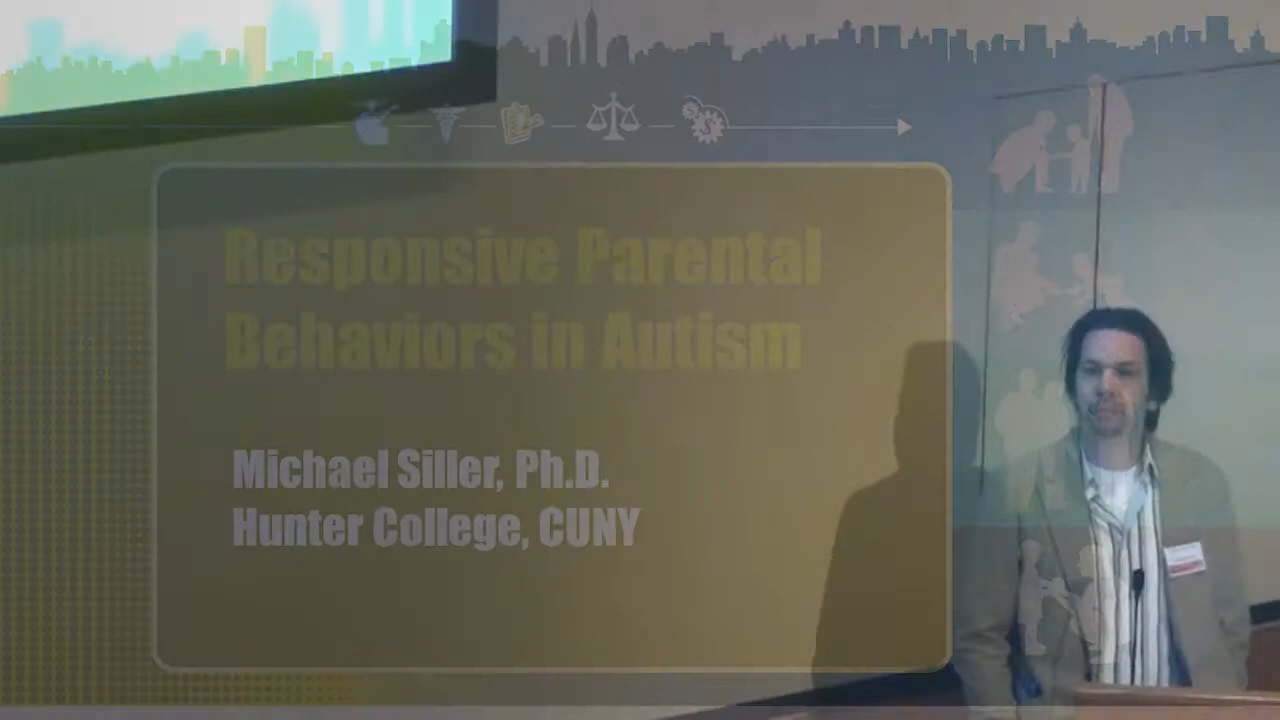 Responsive Parental
Behaviors in Autism
Michael Siller, Ph.D.
Hunter College, CUNY